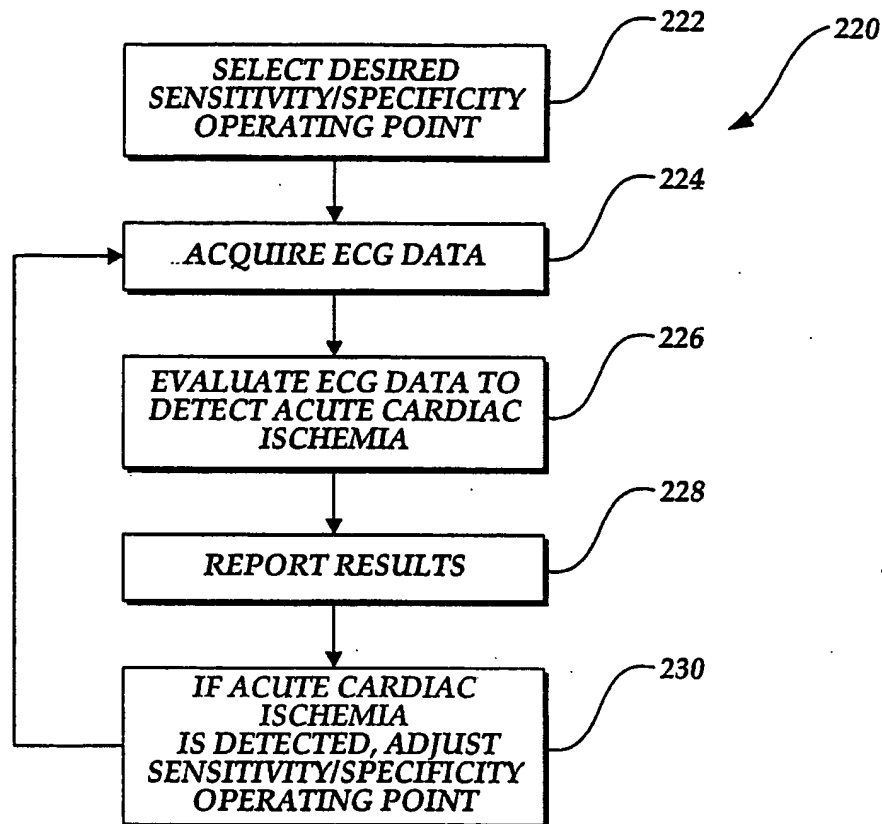 222
220
SELECT DESIRED
SENSITIVITY/SPECIFICITY
OPERATING POINT
224
ACQUIRE ECG DATA
226
EVALUATE ECG DATA TO
DETECT ACUTE CARDIAC
ISCHEMIA
228
REPORT RESULTS
230
IF ACUTE CARDIAC
ISCHEMIA
IS DETECTED, ADJUST
SENSITIVITY/SPECIFICITY
OPERATING POINT